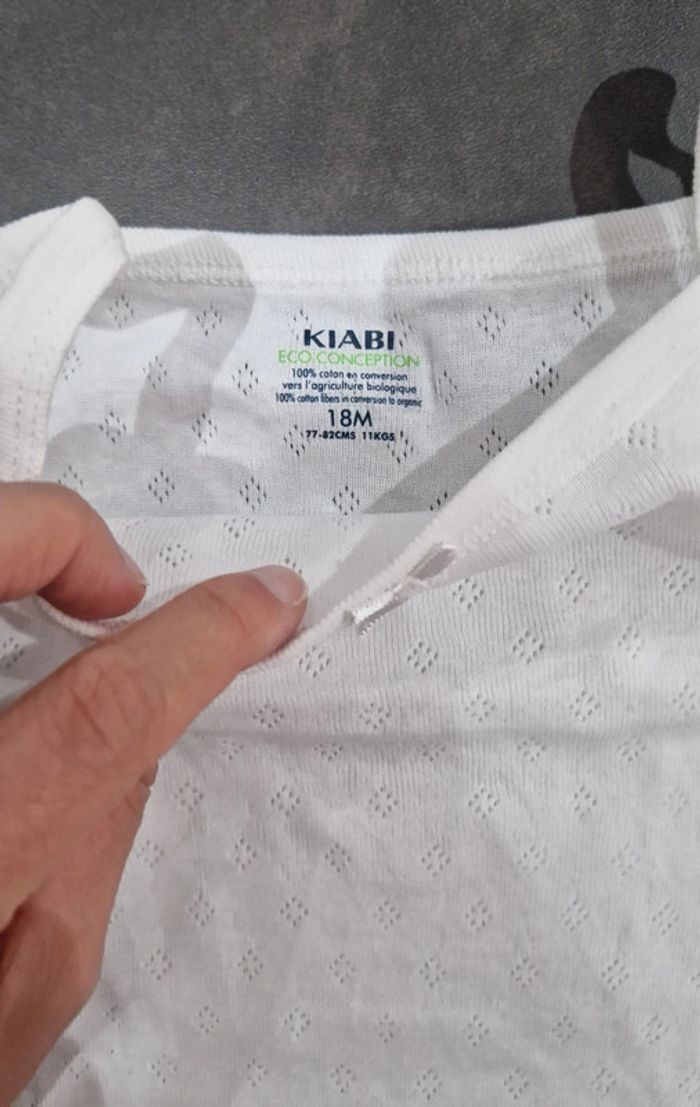 KIABI
ECO CONCEPTION
100% coton en conversion
vers l'agriculture biologique
100% cotton fibers in conversion to organic
18M
77-82CMS 11KGS